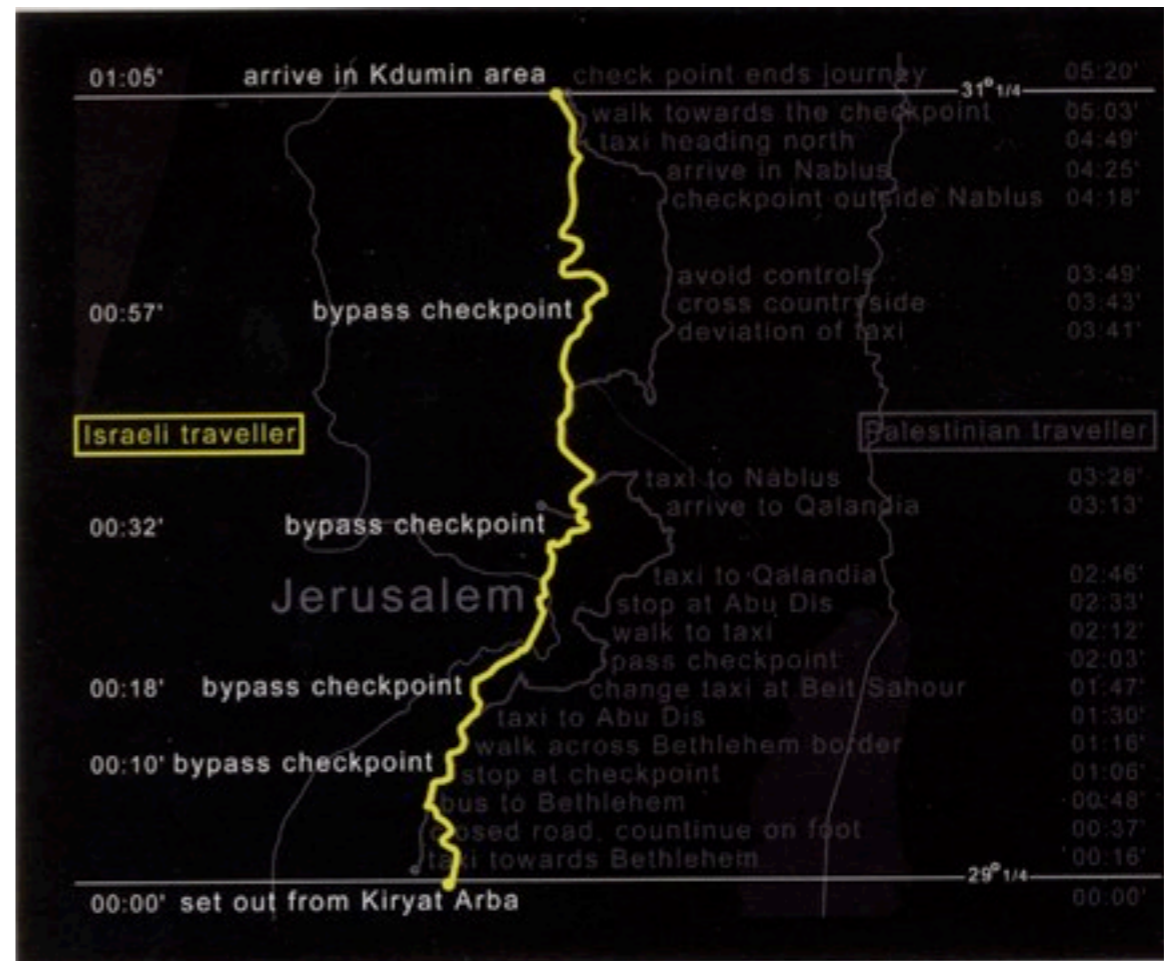 01:05' arrive in Kdumin area check point ends journey 05:20'
31° 1/4
walk towards the checkpoint 05:03'
taxi heading north 04:49'
arrive in Nablus 04:25'
checkpoint outside Nablus 04:18'
avoid controls 03:49'
00:57' bypass checkpoint cross countryside 03:43'
deviation of taxi 03:41'
Israeli traveller Palestinian traveller
taxi to Nablus 03:28'
arrive to Qalandia 03:13'
00:32' bypass checkpoint
taxi to Qalandia 02:46'
Jerusalem stop at Abu Dis 02:33'
walk to taxi 02:12'
pass checkpoint 02:03'
00:18' bypass checkpoint change taxi at Beit Sahour 01:47'
taxi to Abu Dis 01:30'
walk across Bethlehem border 01:16'
00:10' bypass checkpoint stop at checkpoint 01:06'
bus to Bethlehem 00:48'
closed road, countinue on foot 00:37'
taxi towards Bethlehem 00:16'
29° 1/4
00:00' set out from Kiryat Arba 00:00'